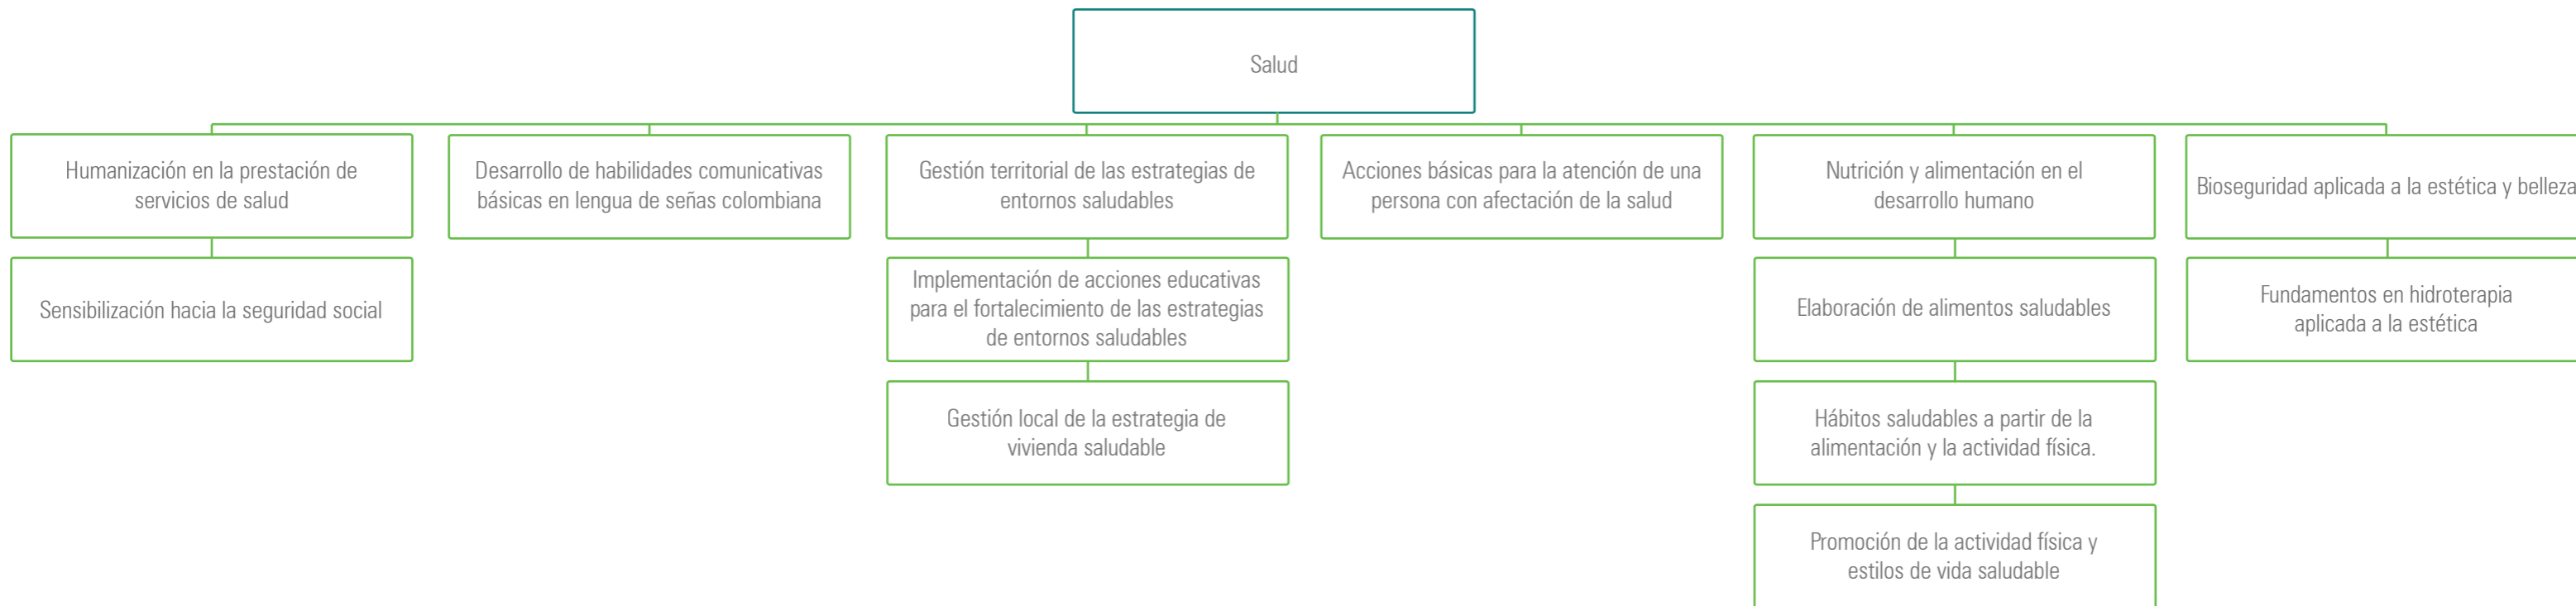 Salud
Humanización en la prestación de
servicios de salud
Desarrollo de habilidades comunicativas
básicas en lengua de señas colombiana
Gestión territorial de las estrategias de
entornos saludables
Acciones básicas para la atención de una
persona con afectación de la salud
Nutrición y alimentación en el
desarrollo humano
Bioseguridad aplicada a la estética y belleza
Sensibilización hacia la seguridad social
Implementación de acciones educativas
para el fortalecimiento de las estrategias
de entornos saludables
Elaboración de alimentos saludables
Fundamentos en hidroterapia
aplicada a la estética
Gestión local de la estrategia de
vivienda saludable
Hábitos saludables a partir de la
alimentación y la actividad física.
Promoción de la actividad física y
estilos de vida saludable